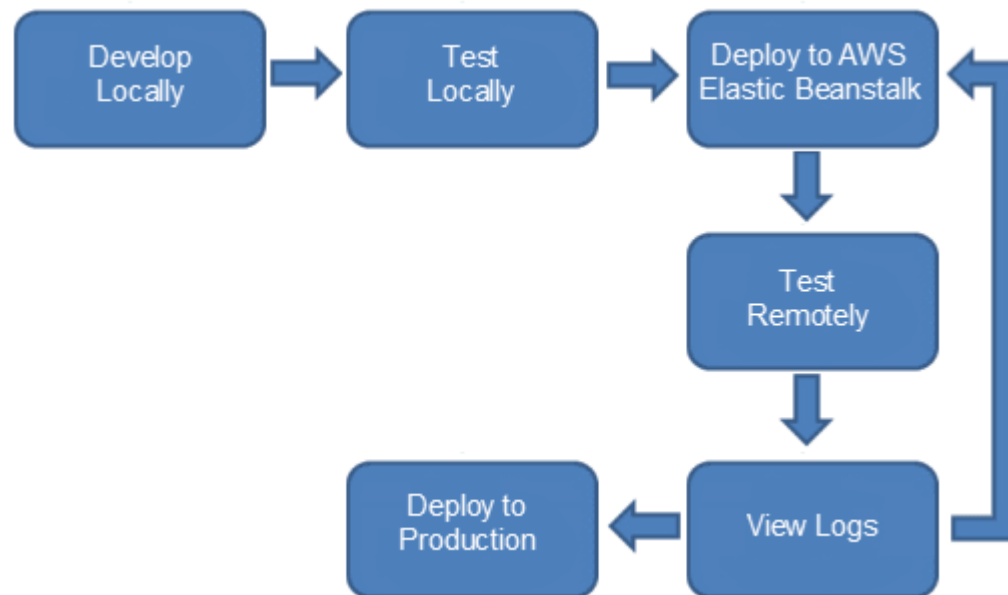 Develop
Locally
Test
Locally
Deploy to AWS
Elastic Beanstalk
Test
Remotely
View Logs
Deploy to
Production